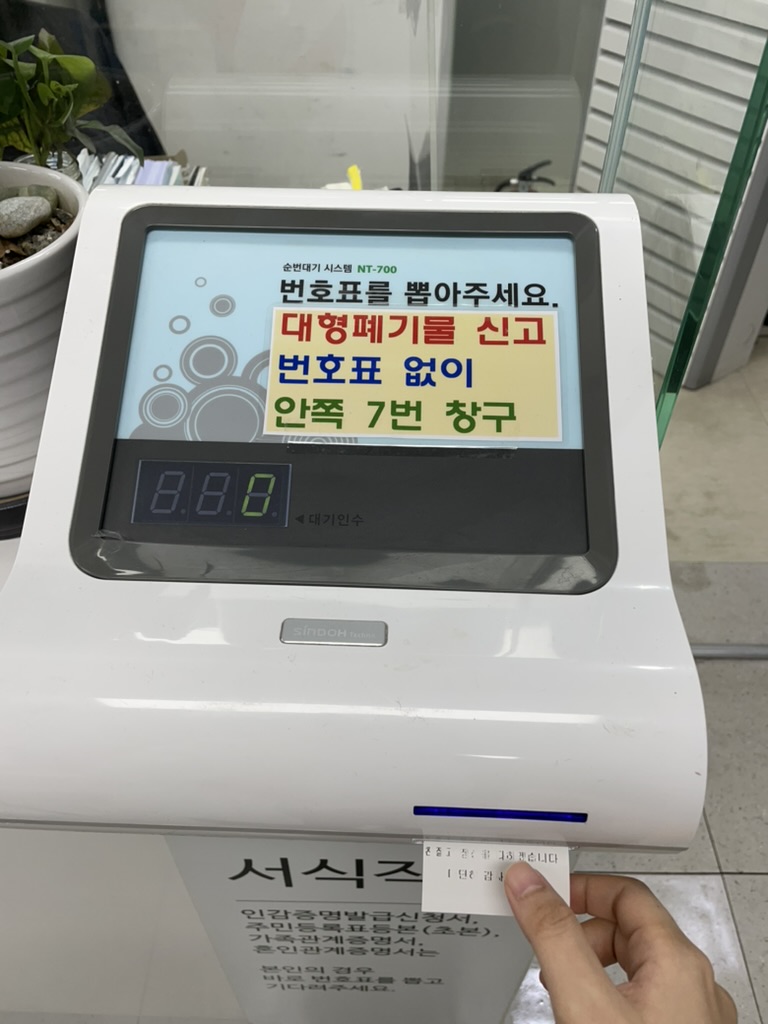 순번대기 시스템 NT-700
번호표를 뽑아주세요.
대형폐기물 신고
번호표 없이
안쪽 7번 창구
0
◀대기인수
SINDOH
서식
인감증명발급신청서,
주민등록표등본(초본),
가족관계증명서,
혼인관계증명서는
본인의 경우
바로 번호표를 뽑고
기다려주세요.